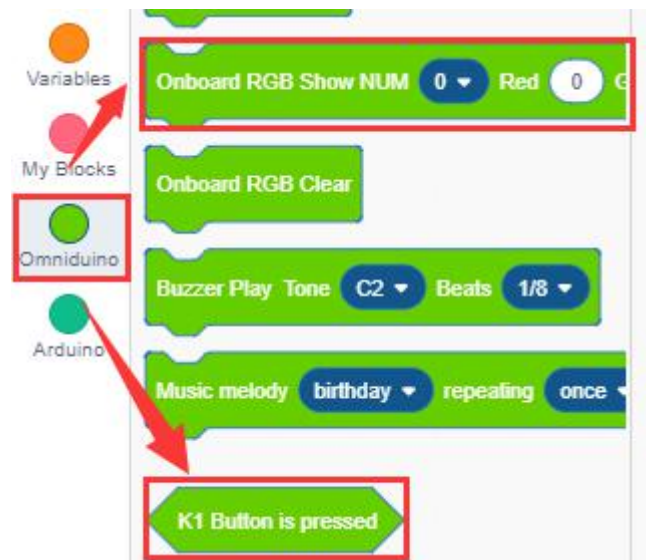 Variables
My Blocks
Omniduino
Arduino
Onboard RGB Show NUM 0 Red 0 G
Onboard RGB Clear
Buzzer Play Tone C2 Beats 1/8
Music melody birthday repeating once
K1 Button is pressed